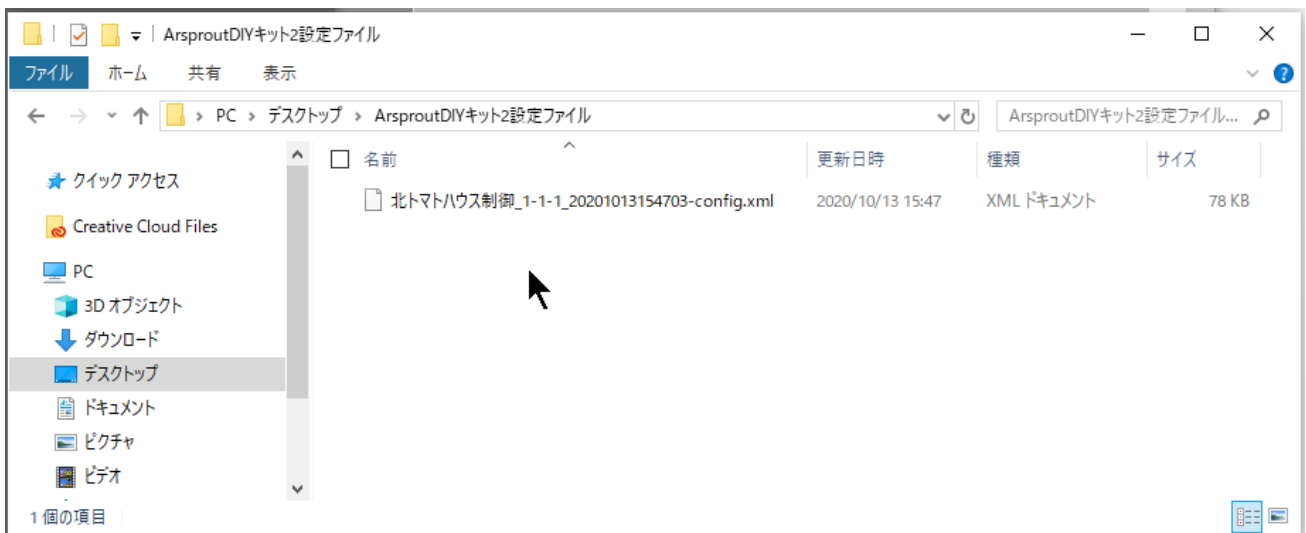 ArsproutDIYキット2設定ファイル
ファイル ホーム 共有 表示
PC デスクトップ ArsproutDIYキット2設定ファイル ArsproutDIYキット2設定ファイル...
名前 更新日時 種類 サイズ
クイック アクセス
北トマトハウス制御_1-1-1_20201013154703-config.xml 2020/10/13 15:47 XML ドキュメント 78 KB
Creative Cloud Files
PC
3D オブジェクト
ダウンロード
デスクトップ
ドキュメント
ピクチャ
ビデオ
1 個の項目